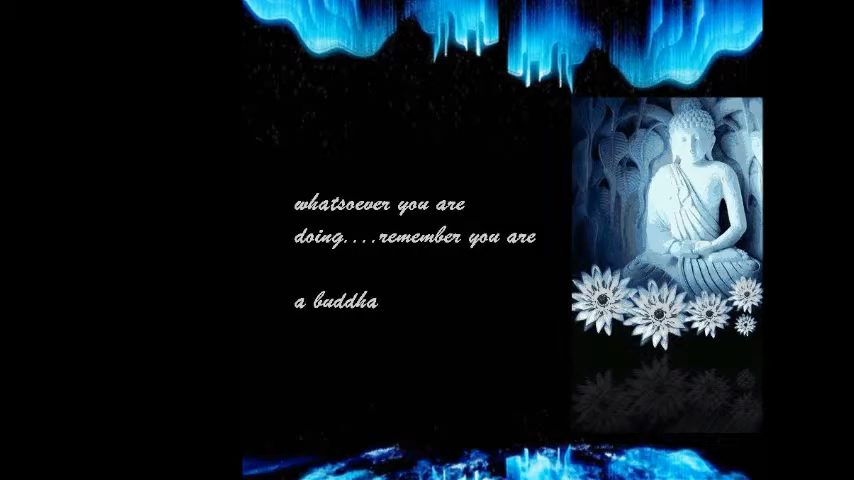 whatsoever you are
doing....remember you are
a buddha